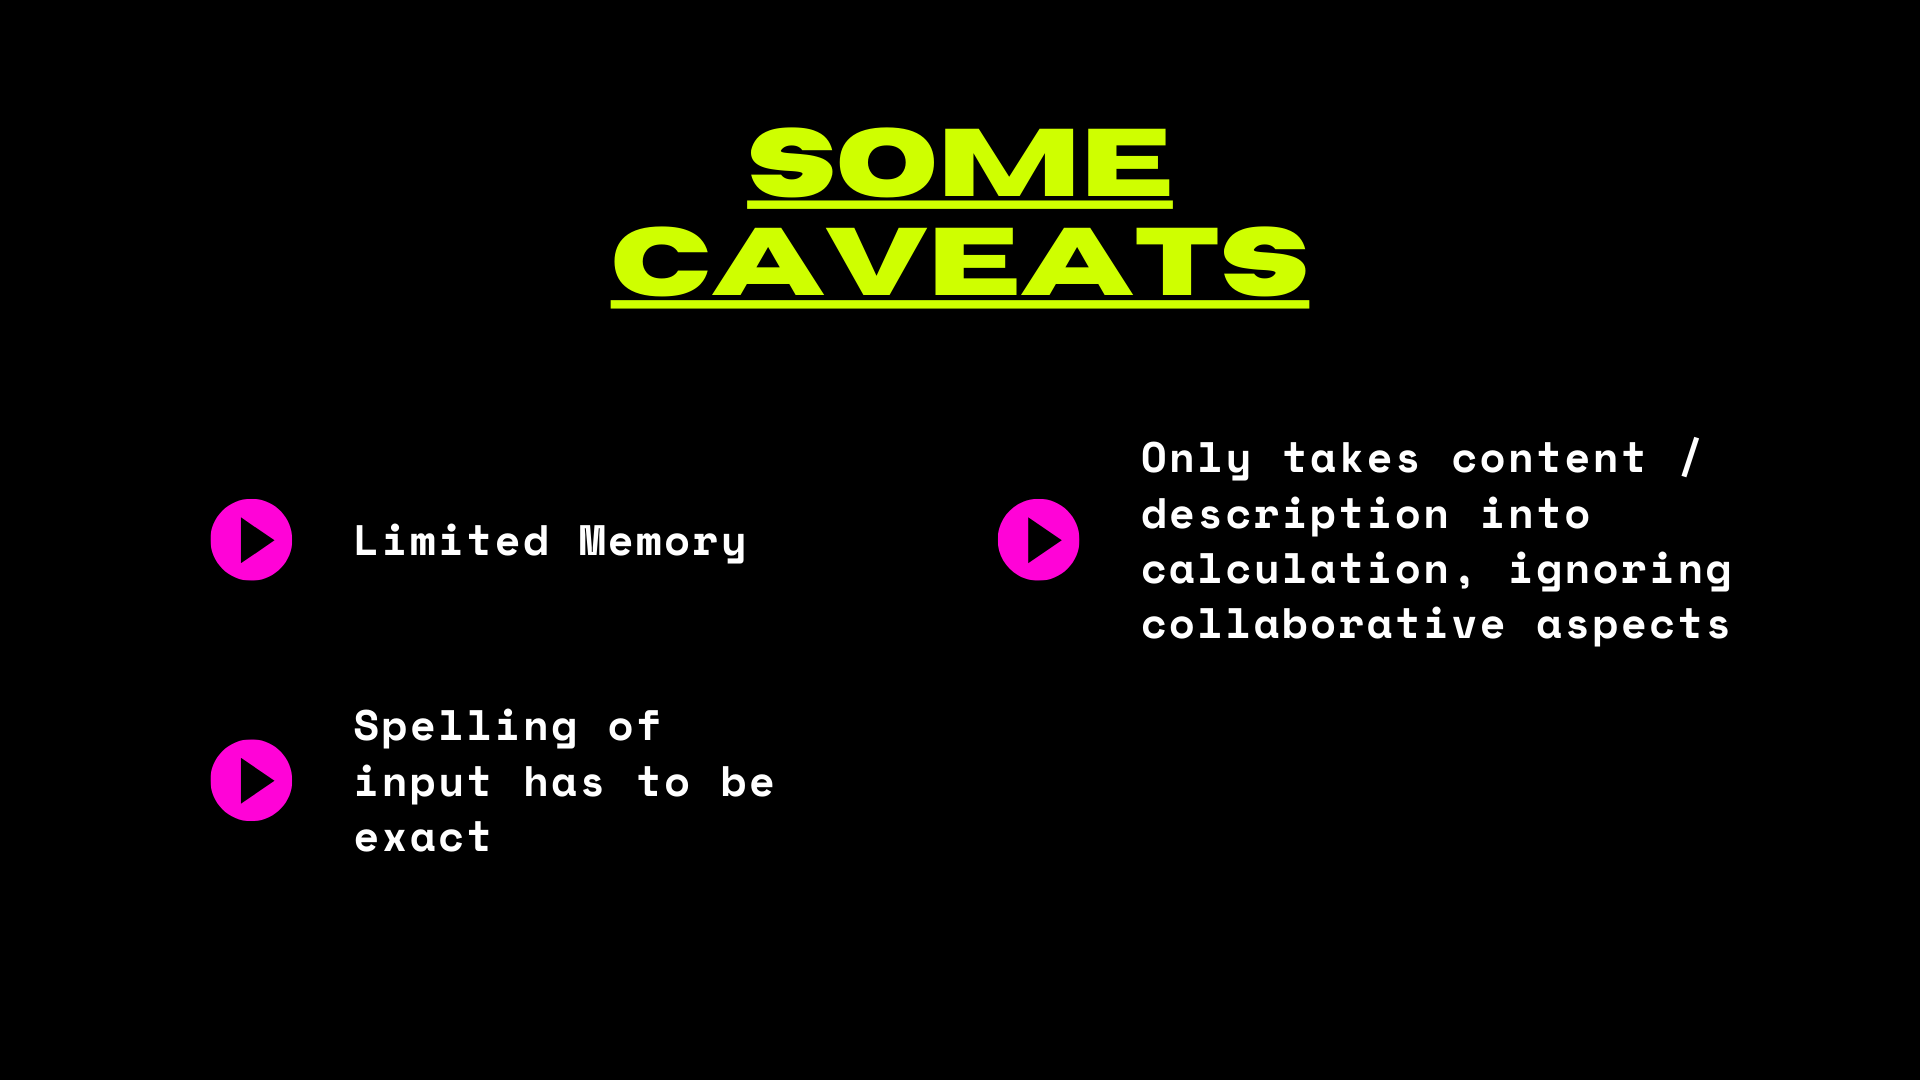 SOME
CAVEATS
Limited Memory
Spelling of
input has to be
exact
Only takes content /
description into
calculation, ignoring
collaborative aspects